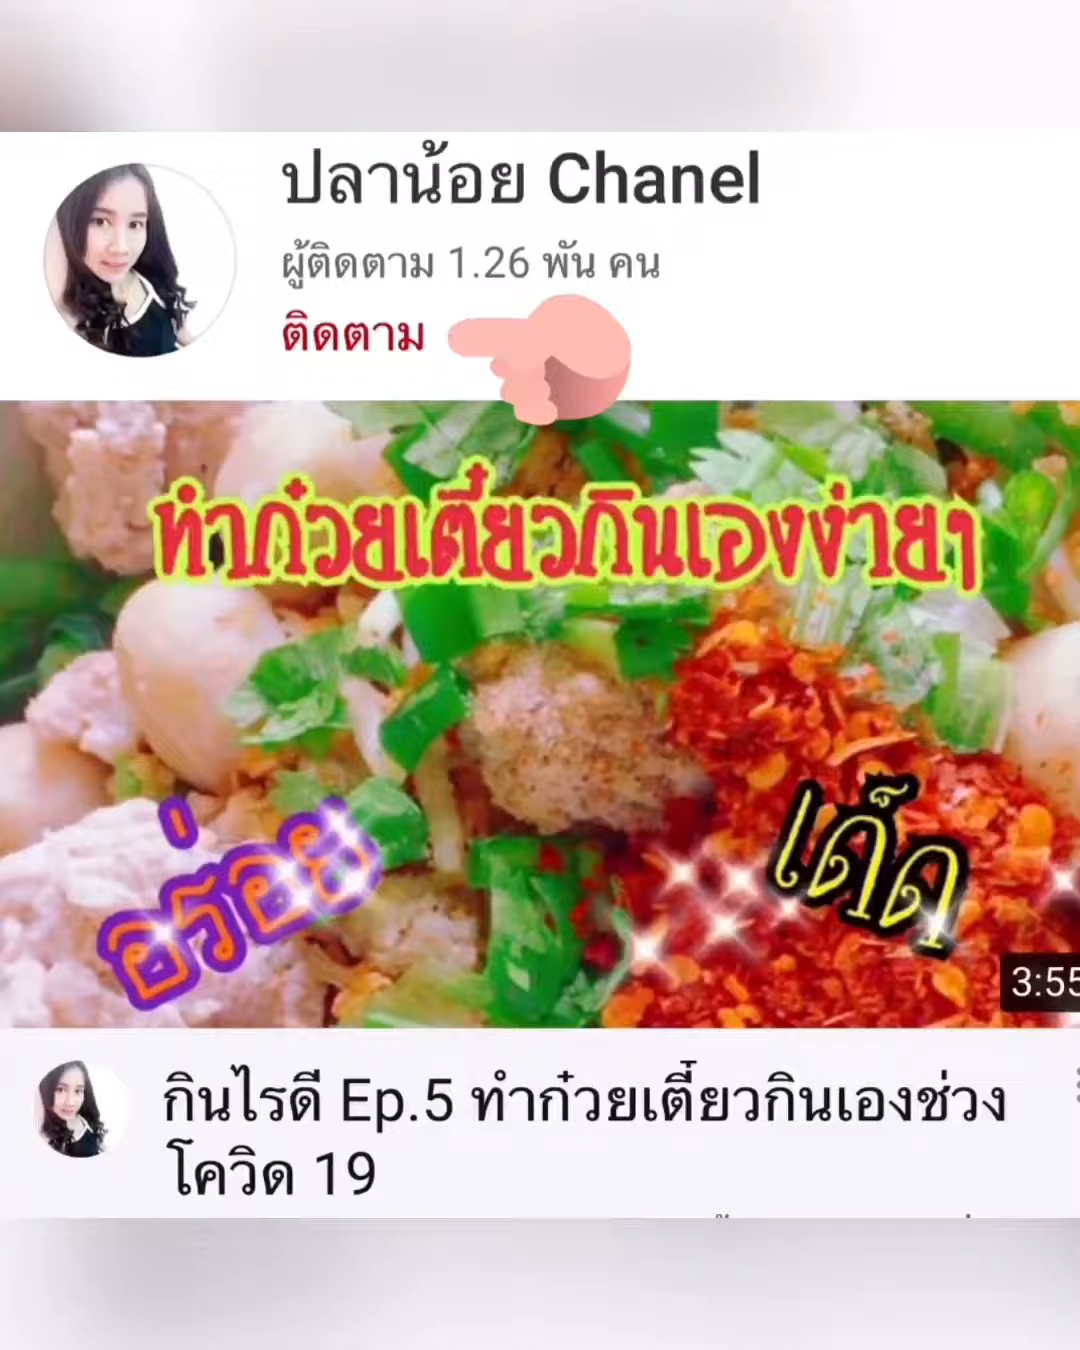 ปลาน้อย Chanel
ผู้ติดตาม 1.26 พัน คน
ติดตาม
ทำก๋วยเตี๋ยวกินเองง่ายๆ
อร่อย
เด็ด
3:55
กินไรดี Ep.5 ทำก๋วยเตี๋ยวกินเองช่วง
โควิด 19